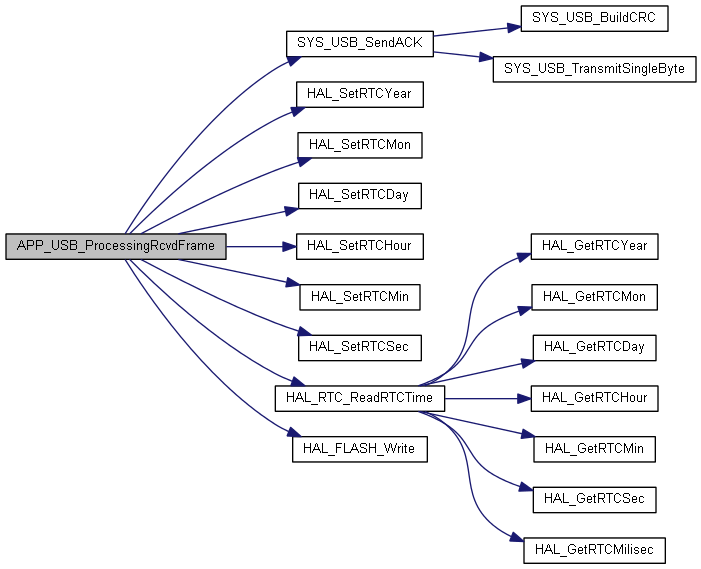 SYS_USB_BuildCRC
SYS_USB_SendACK
SYS_USB_TransmitSingleByte
HAL_SetRTCYear
HAL_SetRTCMon
HAL_SetRTCDay
APP_USB_ProcessingRcvdFrame
HAL_SetRTCHour
HAL_GetRTCYear
HAL_SetRTCMin
HAL_GetRTCMon
HAL_SetRTCSec
HAL_GetRTCDay
HAL_RTC_ReadRTCTime
HAL_GetRTCHour
HAL_FLASH_Write
HAL_GetRTCMin
HAL_GetRTCSec
HAL_GetRTCMilisec